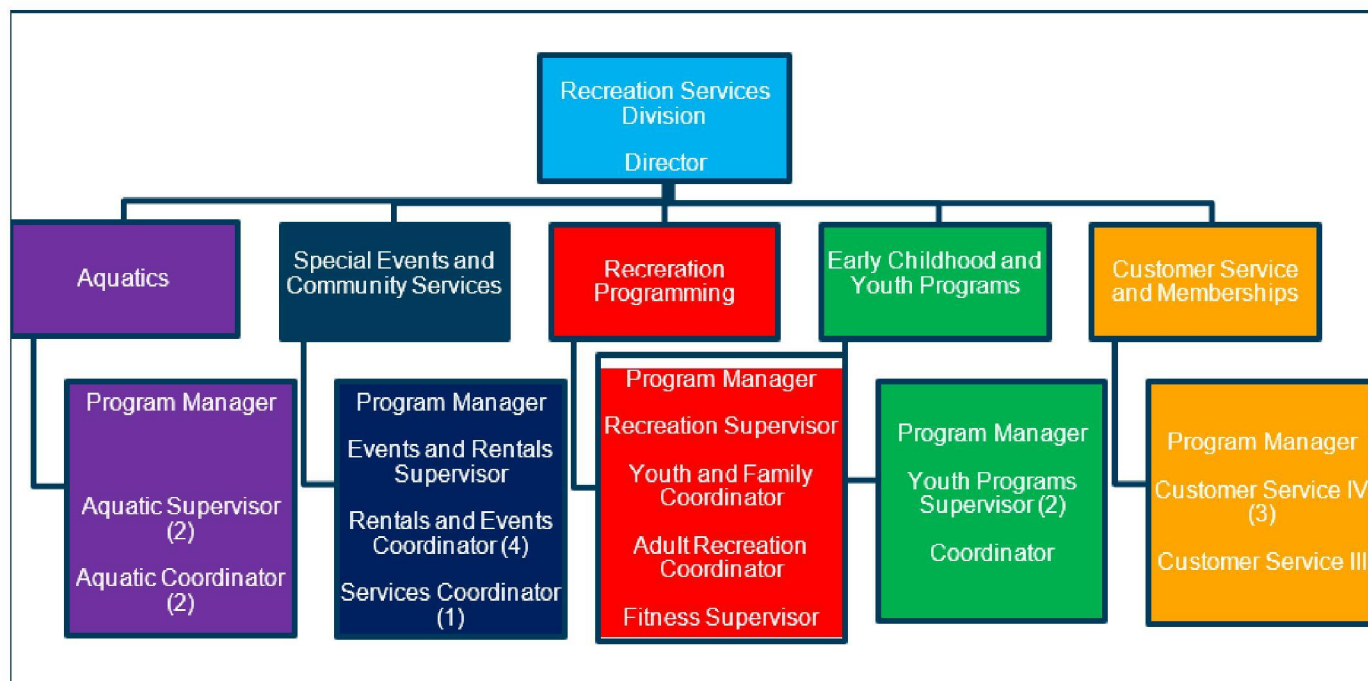 Recreation Services
Division
Director
Aquatics
Special Events and
Community Services
Recreration
Programming
Early Childhood and
Youth Programs
Customer Service
and Memberships
Program Manager
Aquatic Supervisor
(2)
Aquatic Coordinator
(2)
Program Manager
Events and Rentals
Supervisor
Rentals and Events
Coordinator (4)
Services Coordinator
(1)
Program Manager
Recreation Supervisor
Youth and Family
Coordinator
Adult Recreation
Coordinator
Fitness Supervisor
Program Manager
Youth Programs
Supervisor (2)
Coordinator
Program Manager
Customer Service IV
(3)
Customer Service III